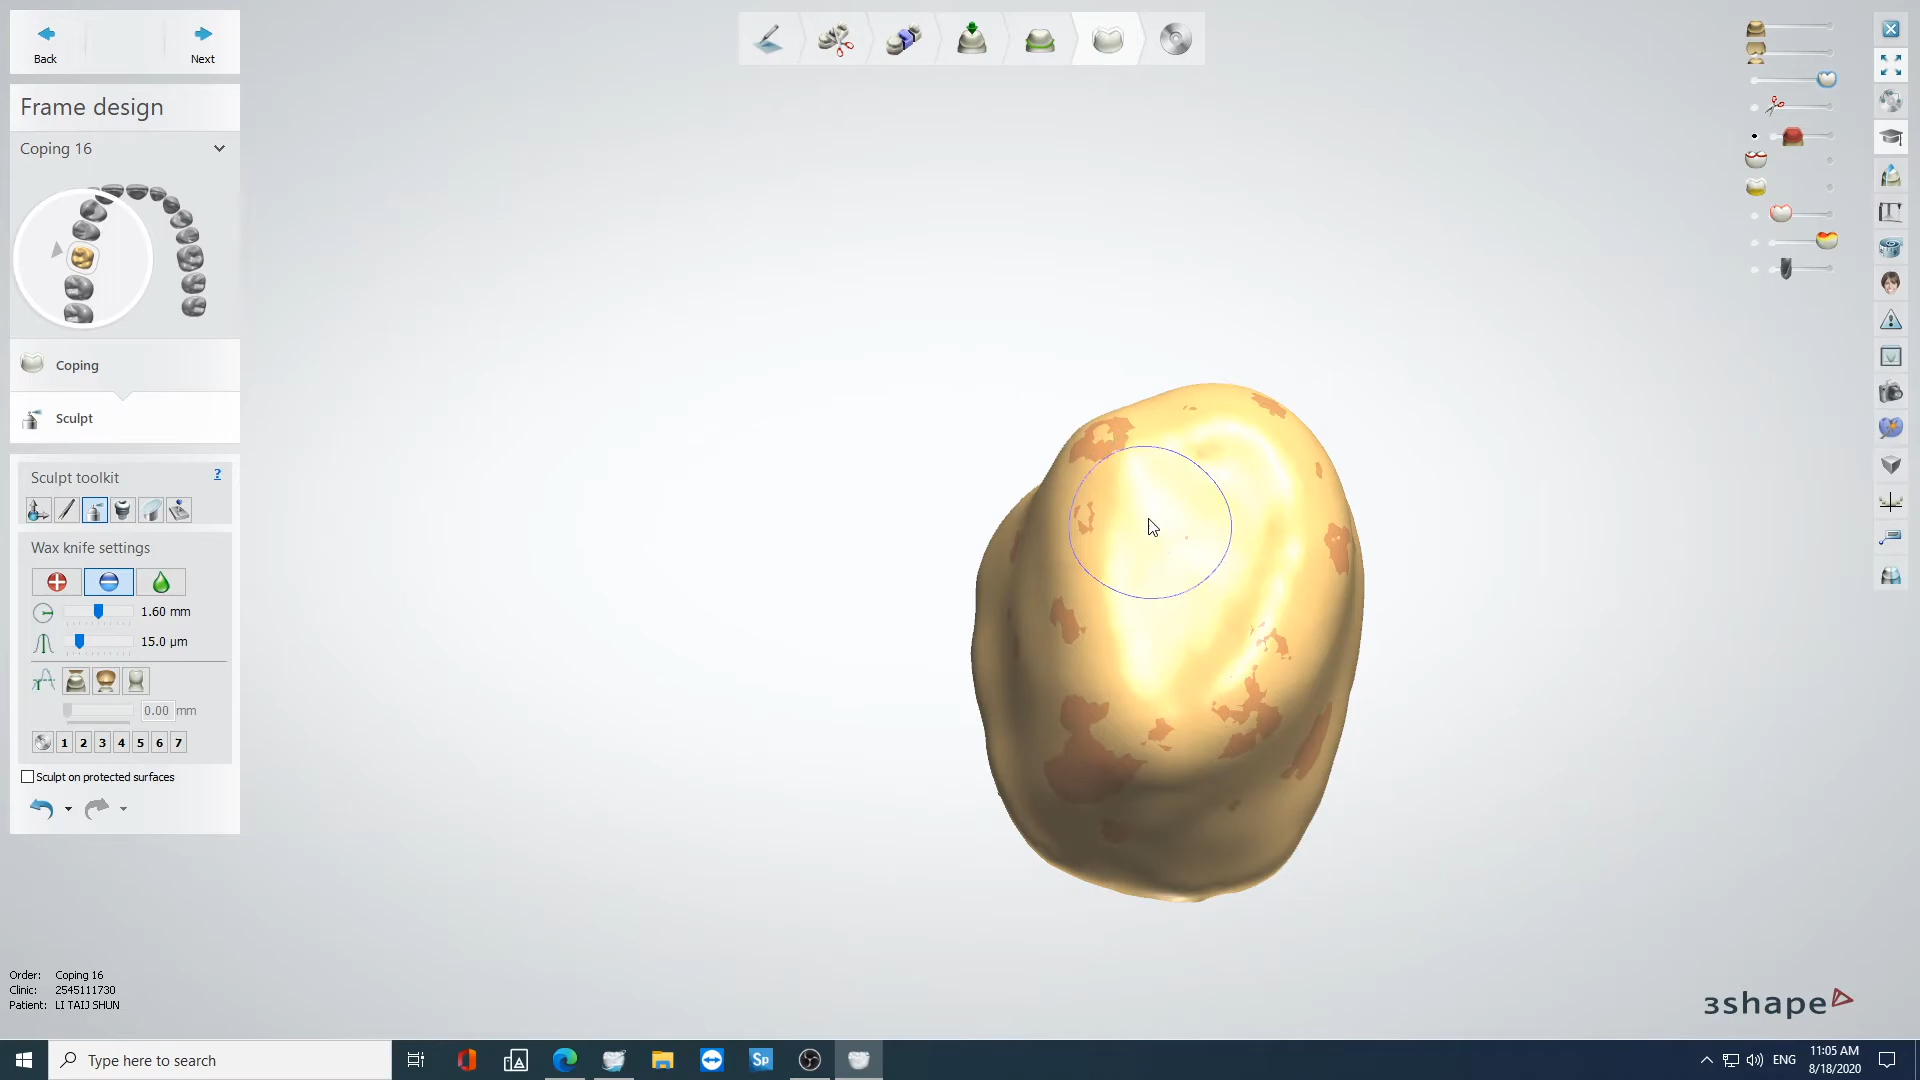 Back
Next
Frame design
Coping 16
Coping
Sculpt
Sculpt toolkit
?
Wax knife settings
1.60 mm
15.0 µm
0.00 mm
1 2 3 4 5 6 7
Sculpt on protected surfaces
Order: Coping 16
Clinic: 2545111730
Patient: LI TAIJ SHUN
3shape
Type here to search
Sp
ENG
11:05 AM
8/18/2020